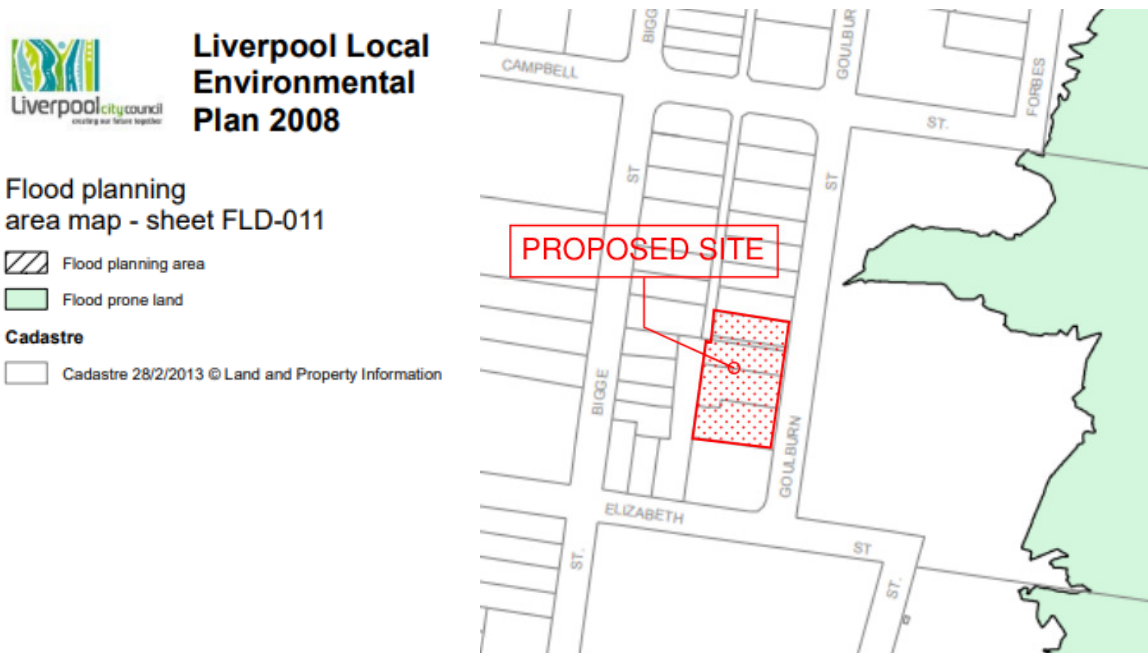 Liverpool city council
creating our future together
Liverpool Local
Environmental
Plan 2008
Flood planning
area map - sheet FLD-011
Flood planning area
Flood prone land
Cadastre
Cadastre 28/2/2013 © Land and Property Information
BIGG
GOULBUR
FORBES
CAMPBELL
ST.
ST
ST
PROPOSED SITE
BIGGE
GOULBURN
ELIZABETH
ST
ST.
ST.